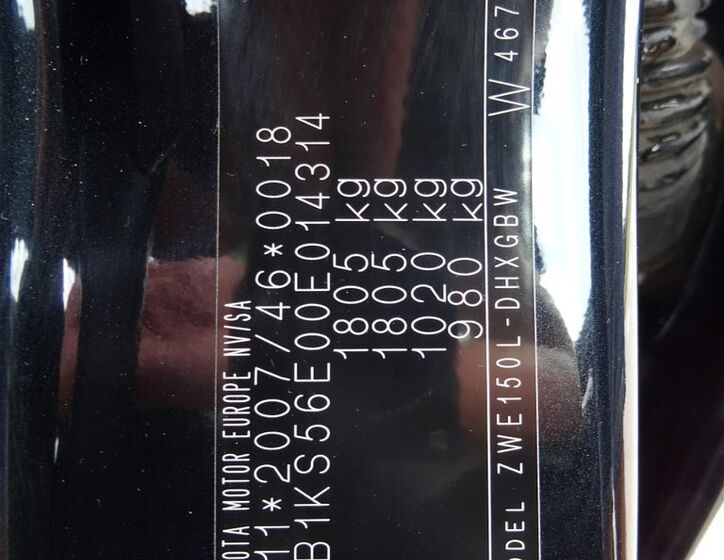 OTA MOTOR EUROPE NV/SA
11*2007/46*0018
B1KS56E00E014314
1805 kg
1805 kg
1020 kg
980 kg
ODEL ZWE150L-DHXGBW W 467